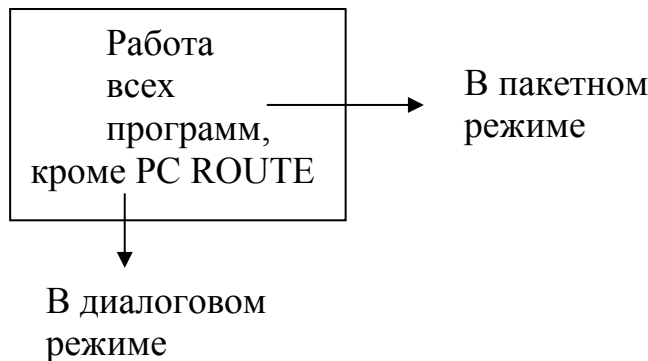 Работа
всех
программ,
кроме PC ROUTE
В пакетном
режиме
В диалоговом
режиме